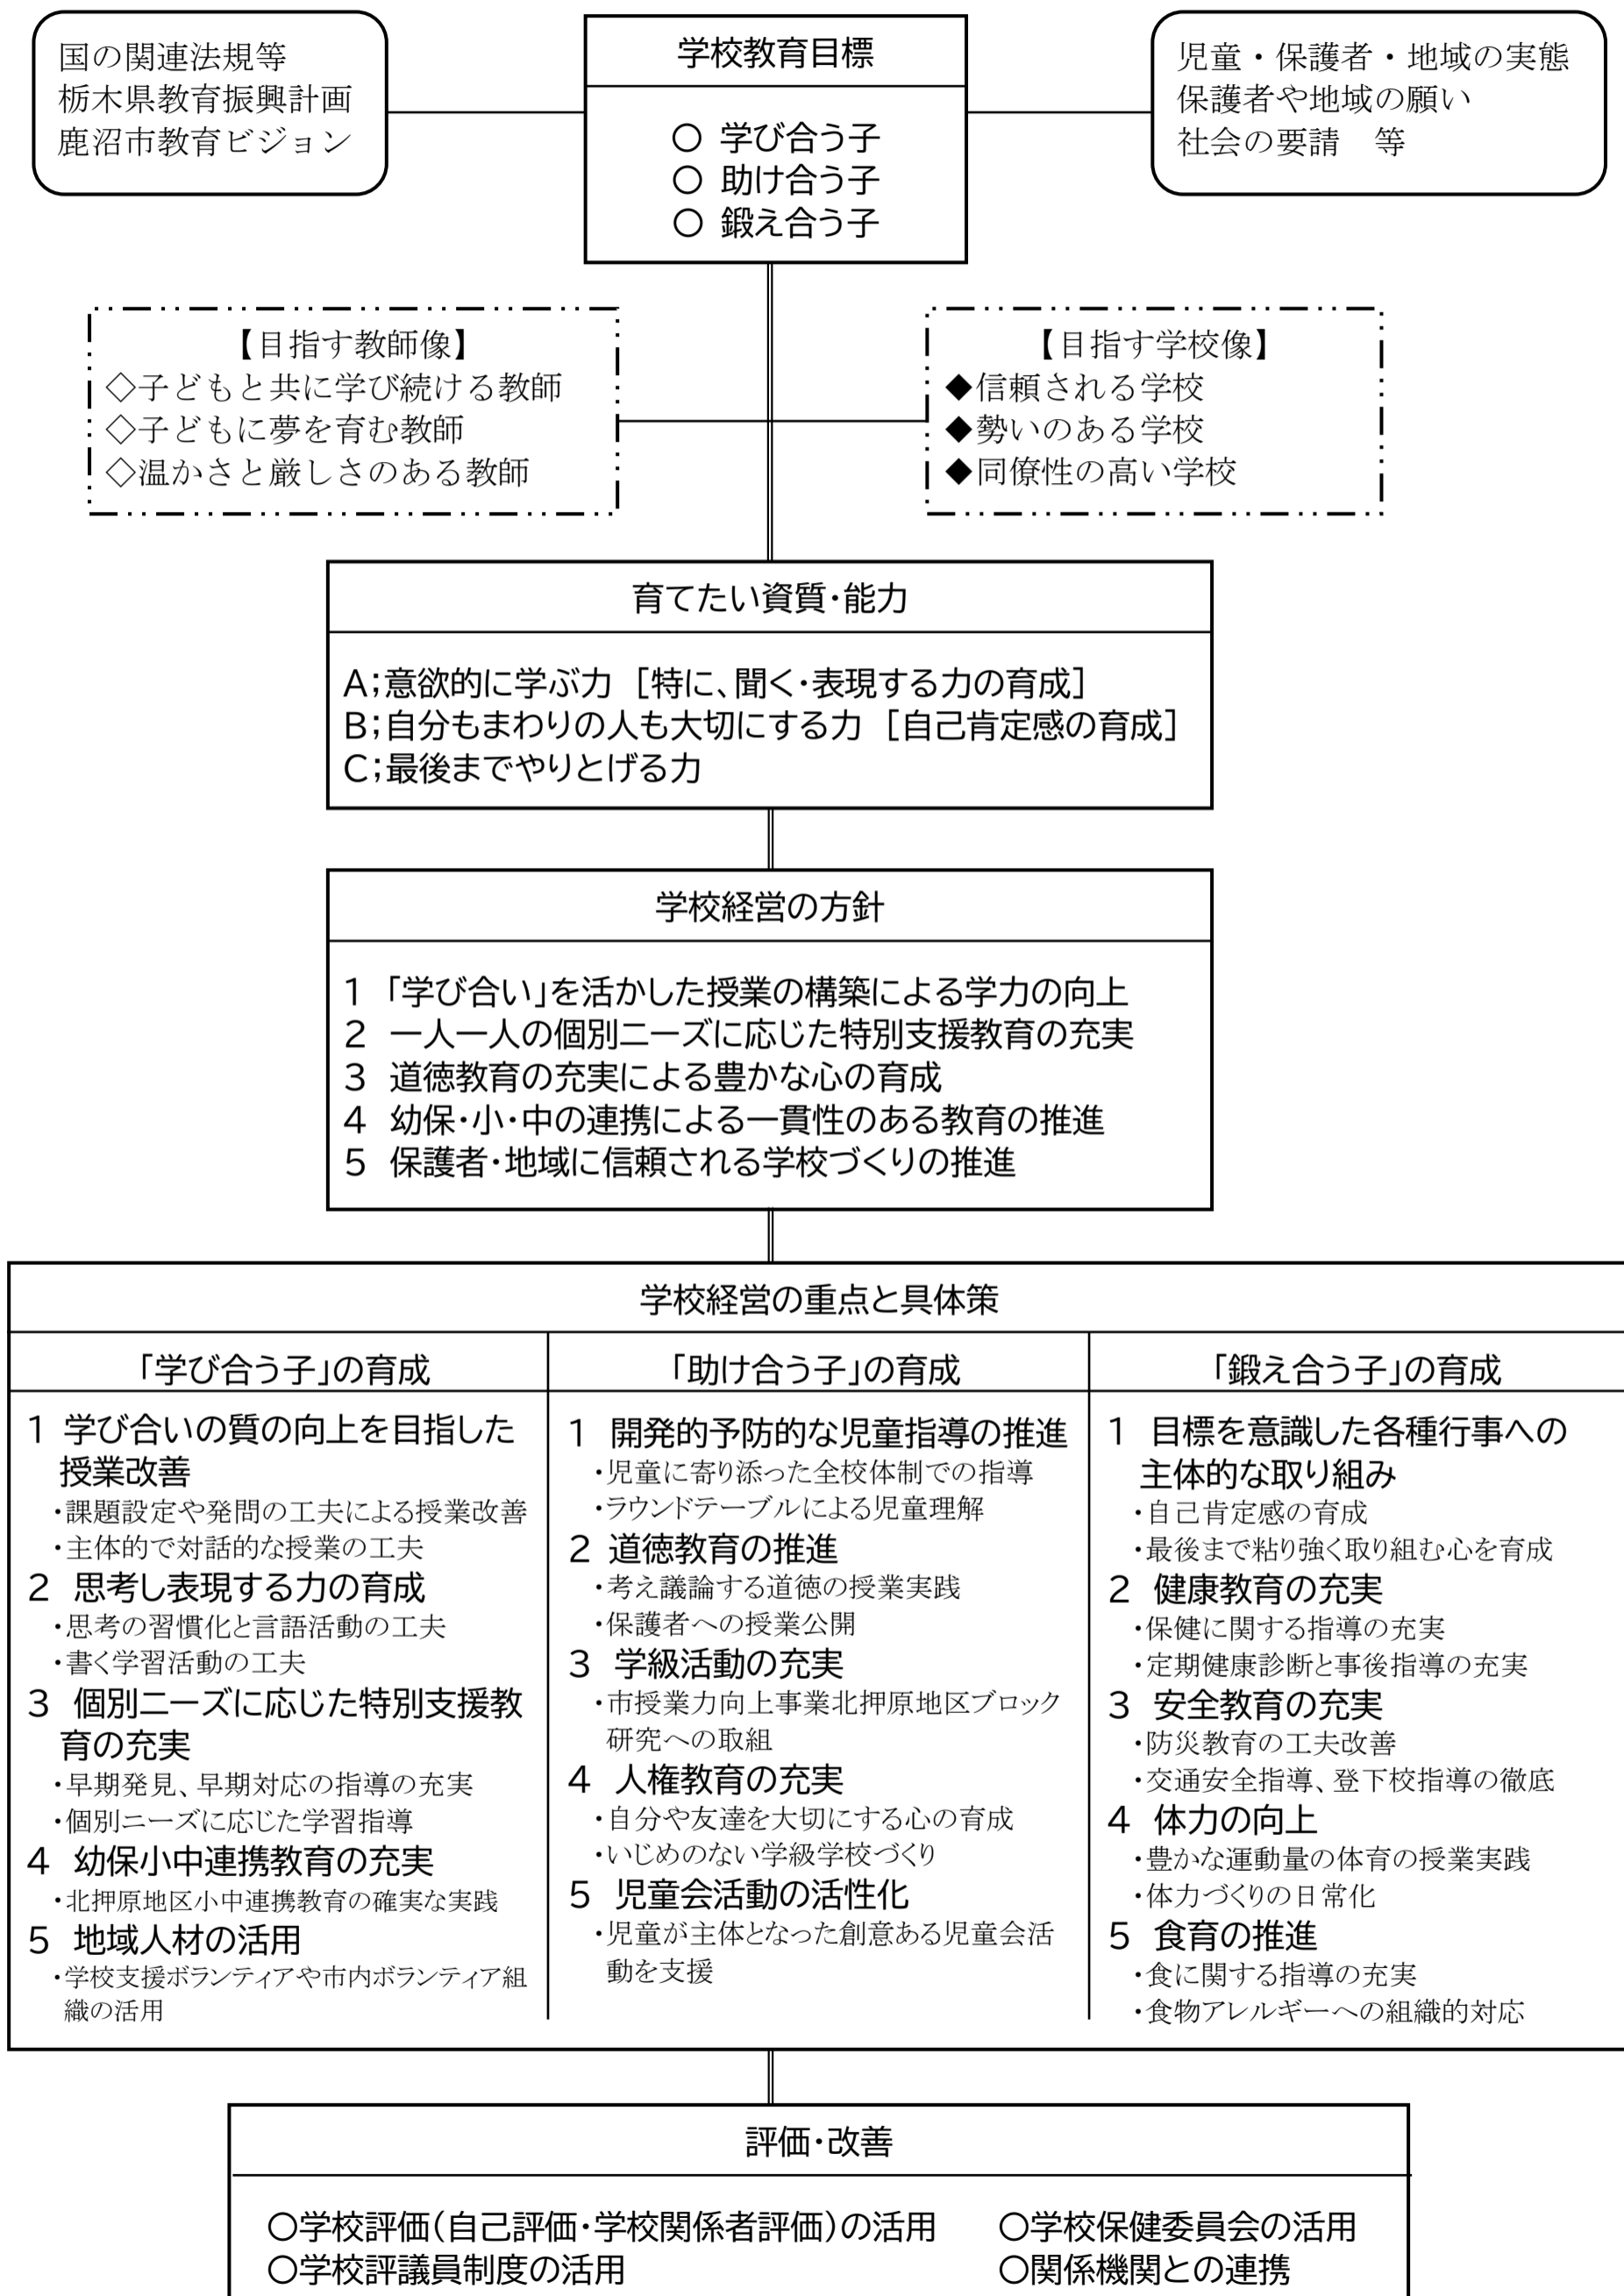 国の関連法規等
栃木県教育振興計画
鹿沼市教育ビジョン
学校教育目標
○ 学び合う子
○ 助け合う子
○ 鍛え合う子
児童・保護者・地域の実態
保護者や地域の願い
社会の要請　等
【目指す教師像】
◇子どもと共に学び続ける教師
◇子どもに夢を育む教師
◇温かさと厳しさのある教師
【目指す学校像】
◆信頼される学校
◆勢いのある学校
◆同僚性の高い学校
育てたい資質・能力
A；意欲的に学ぶ力 [特に、聞く・表現する力の育成]
B；自分もまわりの人も大切にする力 [自己肯定感の育成]
C；最後までやりとげる力
学校経営の方針
1 「学び合い」を活かした授業の構築による学力の向上
2 一人一人の個別ニーズに応じた特別支援教育の充実
3 道徳教育の充実による豊かな心の育成
4 幼保・小・中の連携による一貫性のある教育の推進
5 保護者・地域に信頼される学校づくりの推進
学校経営の重点と具体策
「学び合う子」の育成
1 学び合いの質の向上を目指した
授業改善
・課題設定や発問の工夫による授業改善
・主体的で対話的な授業の工夫
2 思考し表現する力の育成
・思考の習慣化と言語活動の工夫
・書く学習活動の工夫
3 個別ニーズに応じた特別支援教
育の充実
・早期発見、早期対応の指導の充実
・個別ニーズに応じた学習指導
4 幼保小中連携教育の充実
・北押原地区小中連携教育の確実な実践
5 地域人材の活用
・学校支援ボランティアや市内ボランティア組
織の活用
「助け合う子」の育成
1 開発的予防的な児童指導の推進
・児童に寄り添った全校体制での指導
・ラウンドテーブルによる児童理解
2 道徳教育の推進
・考え議論する道徳の授業実践
・保護者への授業公開
3 学級活動の充実
・市授業力向上事業北押原地区ブロック
研究への取組
4 人権教育の充実
・自分や友達を大切にする心の育成
・いじめのない学級学校づくり
5 児童会活動の活性化
・児童が主体となった創意ある児童会活
動を支援
「鍛え合う子」の育成
1 目標を意識した各種行事への
主体的な取り組み
・自己肯定感の育成
・最後まで粘り強く取り組む心を育成
2 健康教育の充実
・保健に関する指導の充実
・定期健康診断と事後指導の充実
3 安全教育の充実
・防災教育の工夫改善
・交通安全指導、登下校指導の徹底
4 体力の向上
・豊かな運動量の体育の授業実践
・体力づくりの日常化
5 食育の推進
・食に関する指導の充実
・食物アレルギーへの組織的対応
評価・改善
○学校評価(自己評価・学校関係者評価)の活用
○学校評議員制度の活用
○学校保健委員会の活用
○関係機関との連携